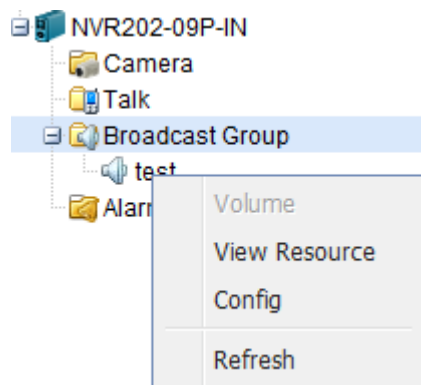 NVR202-09P-IN
Camera
Talk
Broadcast Group
test
Volume
View Resource
Config
Refresh